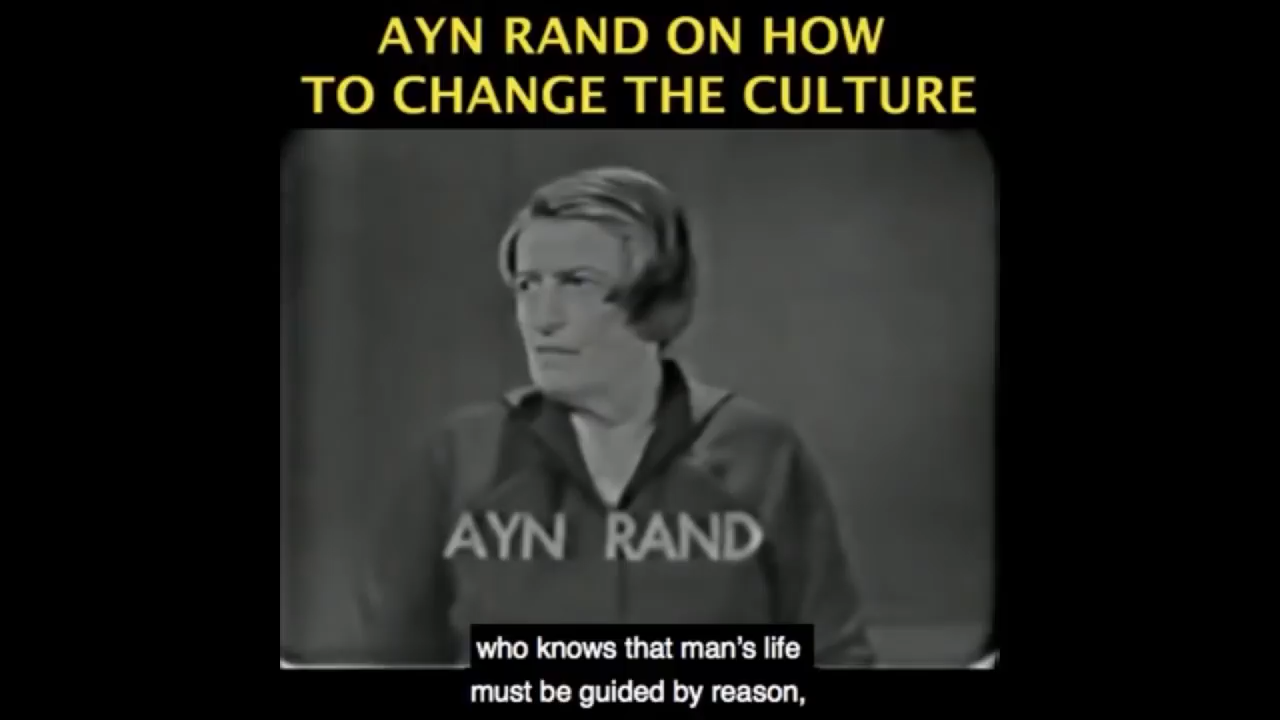 AYN RAND ON HOW
TO CHANGE THE CULTURE
AYN RAND
who knows that man's life
must be guided by reason,